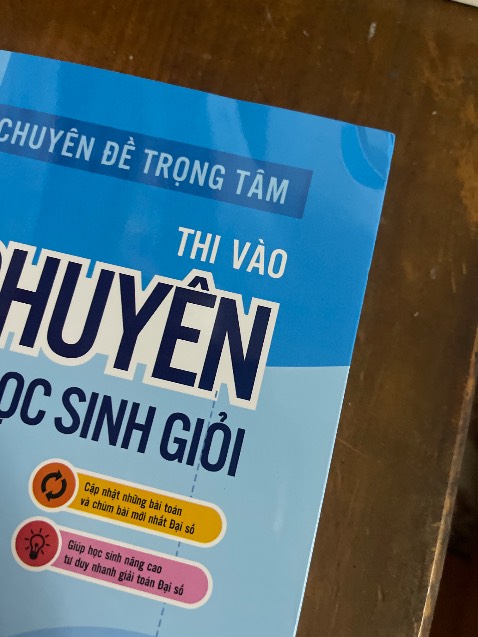 CHUYÊN ĐỀ TRỌNG TÂM
THI VÀO
HUYÊN
ỌC SINH GIỎI
Cập nhật những bài toán
và chùm bài mới nhất Đại số
Giúp học sinh nâng cao
tư duy nhanh giải toán Đại số